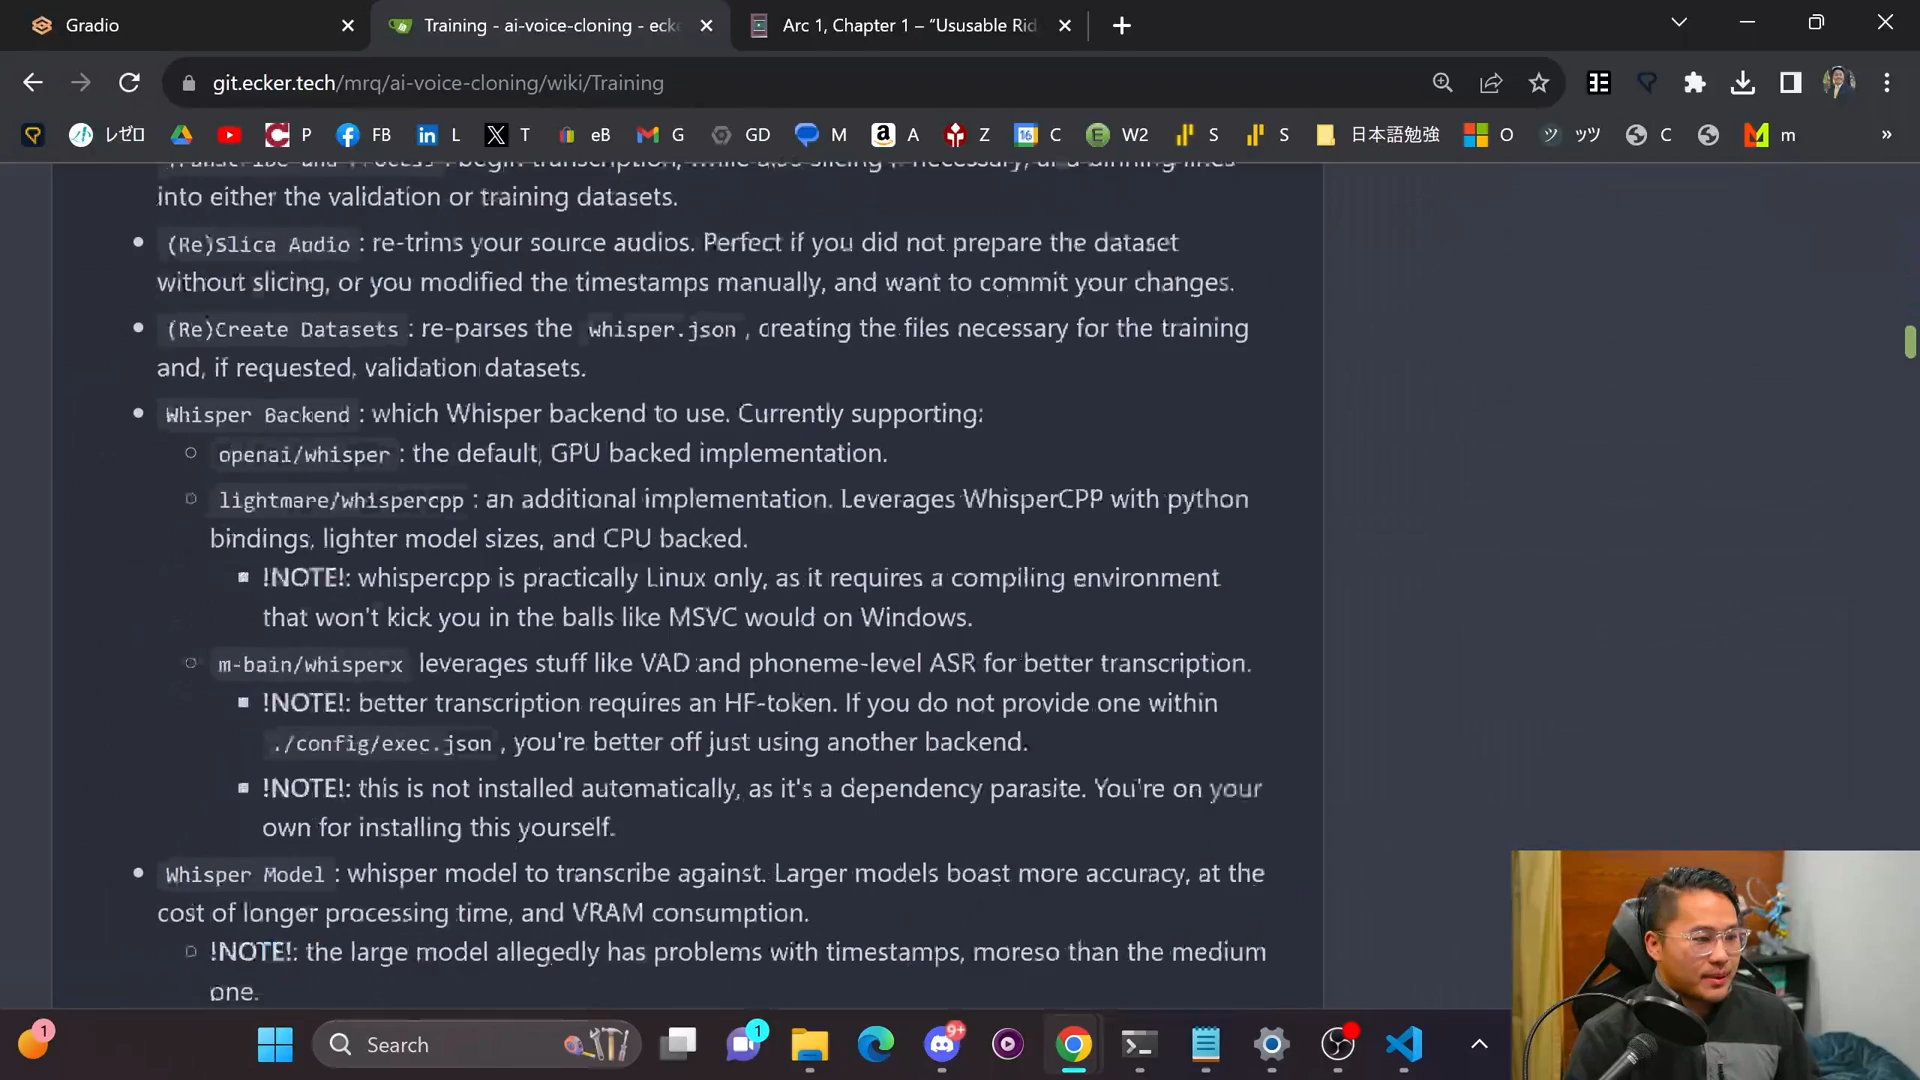 Gradio
Training - ai-voice-cloning - ecke
Arc 1, Chapter 1 – “Ususable Rid
git.ecker.tech/mrq/ai-voice-cloning/wiki/Training
レゼロ P FB L T eB G GD M A Z 16 C W2 S S 日本語勉強 O ッツ C m »
into either the validation or training datasets.
(Re)Slice Audio : re-trims your source audios. Perfect if you did not prepare the dataset
without slicing, or you modified the timestamps manually, and want to commit your changes.
(Re)Create Datasets : re-parses the whisper.json , creating the files necessary for the training
and, if requested, validation datasets.
Whisper Backend : which Whisper backend to use. Currently supporting:
openai/whisper : the default, GPU backed implementation.
lightmare/whispercpp : an additional implementation. Leverages WhisperCPP with python
bindings, lighter model sizes, and CPU backed.
!NOTE!: whispercpp is practically Linux only, as it requires a compiling environment
that won't kick you in the balls like MSVC would on Windows.
m-bain/whisperx leverages stuff like VAD and phoneme-level ASR for better transcription.
!NOTE!: better transcription requires an HF-token. If you do not provide one within
./config/exec.json , you're better off just using another backend.
!NOTE!: this is not installed automatically, as it's a dependency parasite. You're on your
own for installing this yourself.
Whisper Model : whisper model to transcribe against. Larger models boast more accuracy, at the
cost of longer processing time, and VRAM consumption.
!NOTE!: the large model allegedly has problems with timestamps, moreso than the medium
one.
1 Search 1 9+